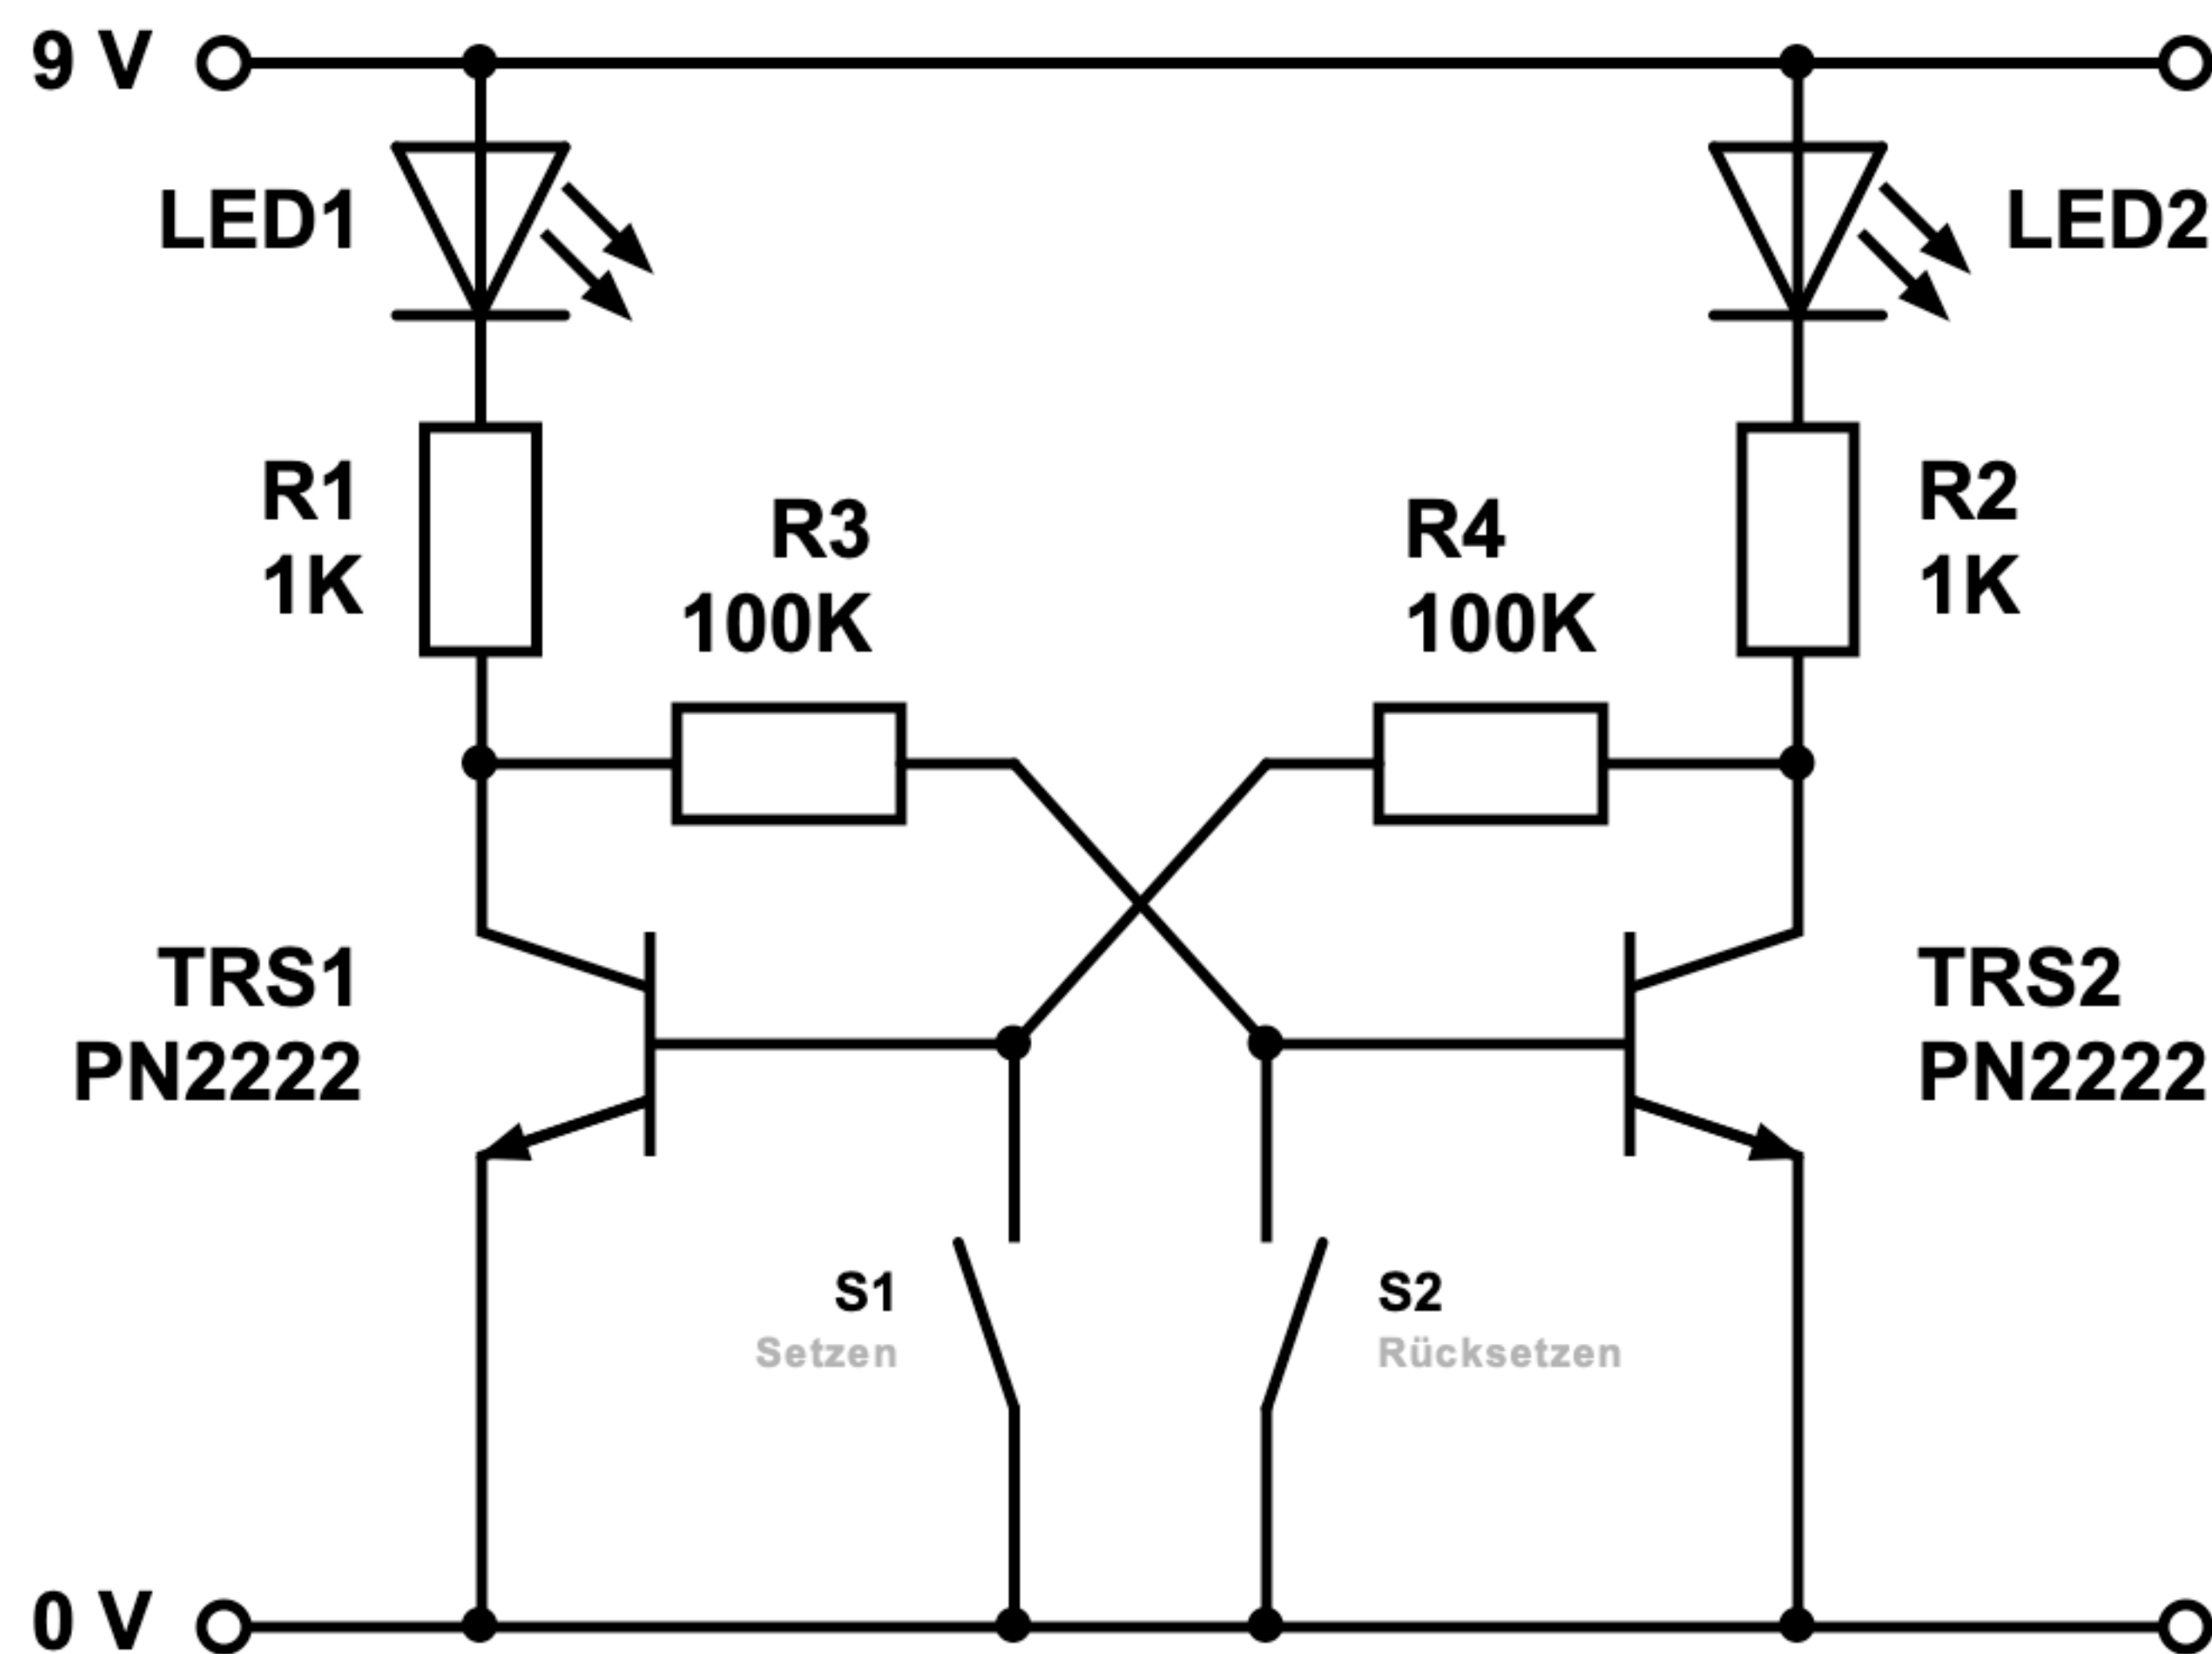 9 V
LED1
LED2
R1
1K
R3
100K
R4
100K
R2
1K
TRS1
PN2222
TRS2
PN2222
S1
Setzen
S2
Rücksetzen
0 V